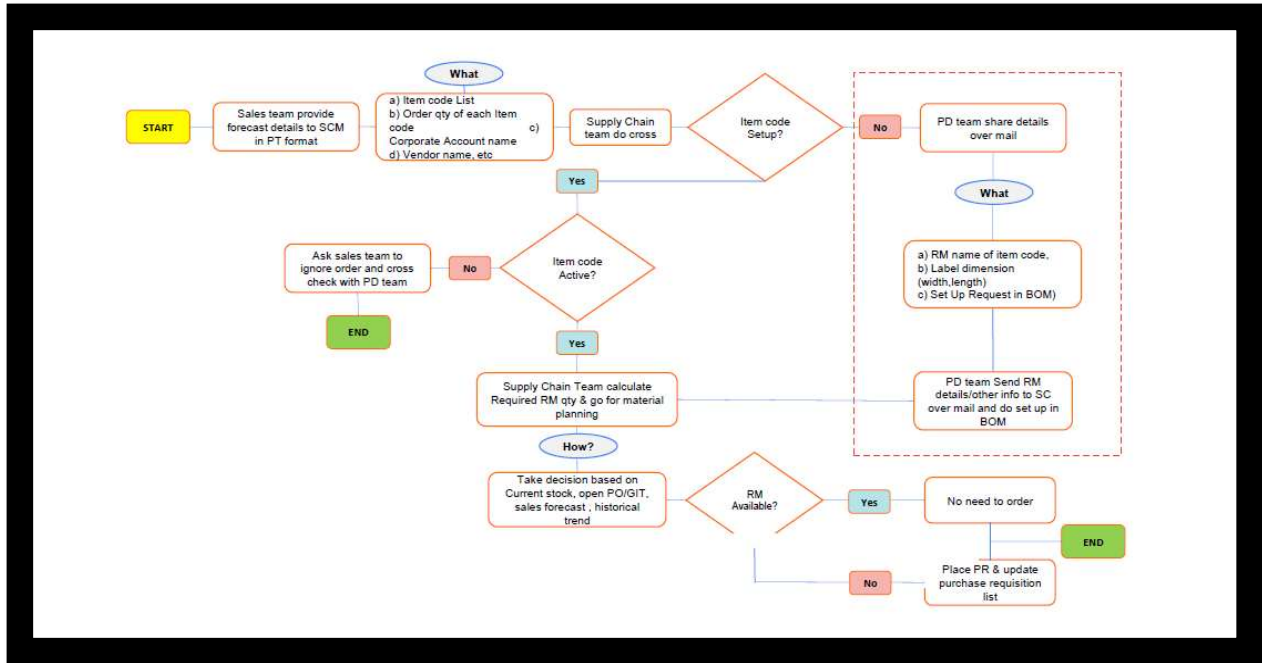 START
Sales team provide
forecast details to SCM
in PT format
What
a) Item code List
b) Order qty of each Item
code c)
Corporate Account name
d) Vendor name, etc
Supply Chain
team do cross
Item code
Setup?
No
PD team share details
over mail
What
a) RM name of item code,
b) Label dimension
(width,length)
c) Set Up Request in BOM)
PD team Send RM
details/other info to SC
over mail and do set up in
BOM
Yes
Item code
Active?
No
Ask sales team to
ignore order and cross
check with PD team
END
Yes
Supply Chain Team calculate
Required RM qty & go for material
planning
How?
Take decision based on
Current stock, open PO/GIT,
sales forecast , historical
trend
RM
Available?
Yes
No need to order
END
No
Place PR & update
purchase requisition
list